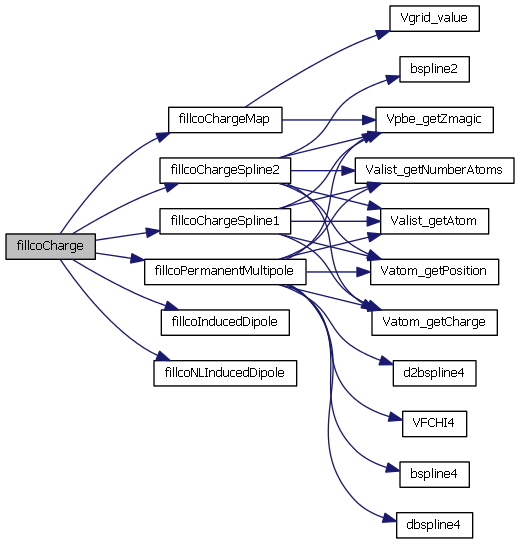 fillcoCharge
fillcoChargeMap
fillcoChargeSpline2
fillcoChargeSpline1
fillcoPermanentMultipole
fillcoInducedDipole
fillcoNLInducedDipole
Vgrid_value
bspline2
Vpbe_getZmagic
Valist_getNumberAtoms
Valist_getAtom
Vatom_getPosition
Vatom_getCharge
d2bspline4
VFCHI4
bspline4
dbspline4